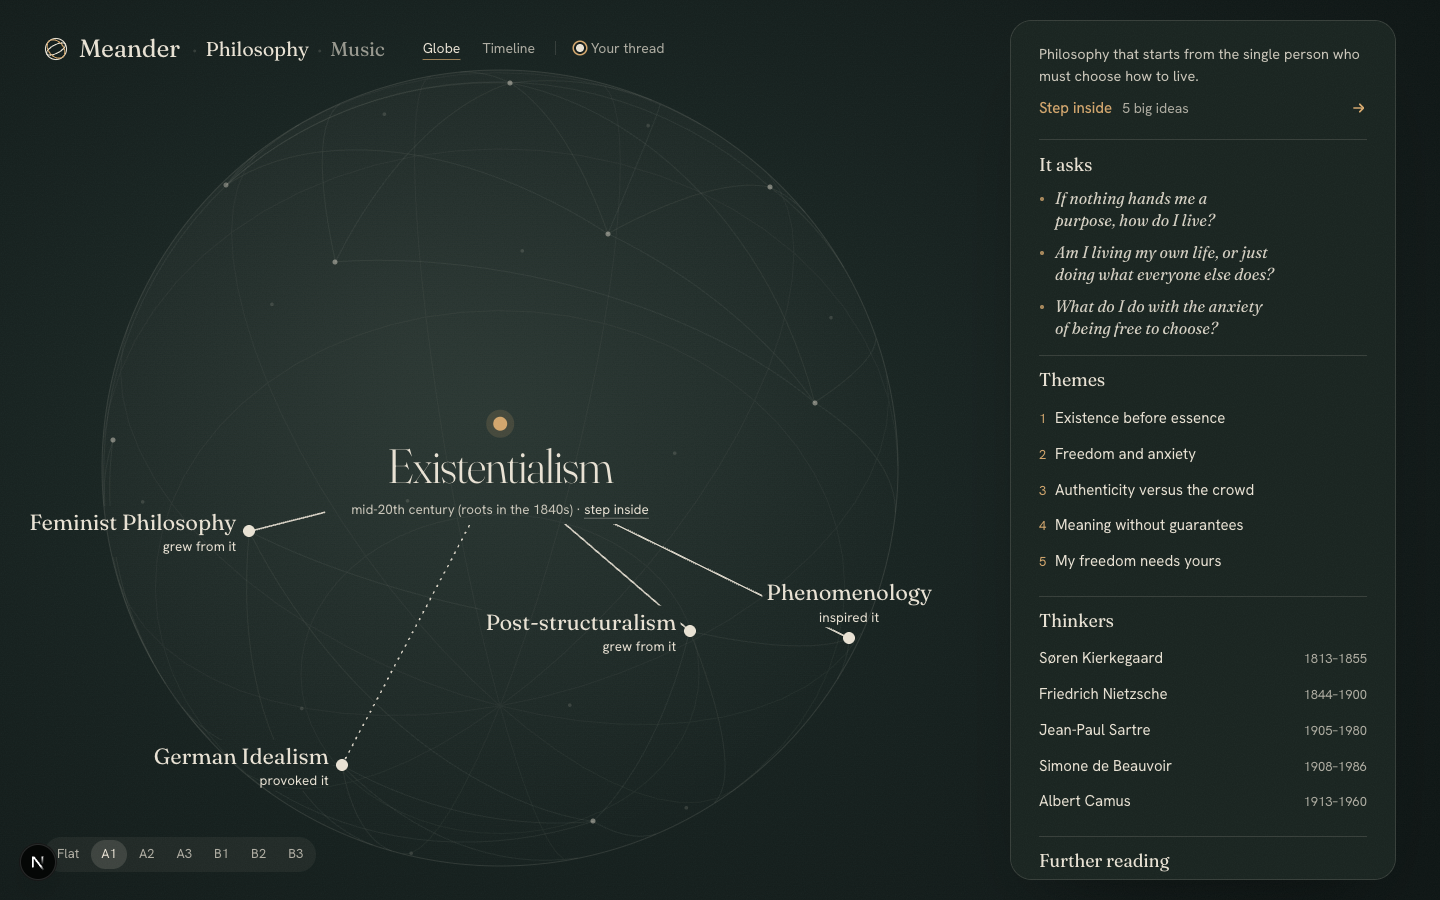 Meander · Philosophy · Music
Globe Timeline Your thread
Existentialism
mid-20th century (roots in the 1840s) · step inside
Feminist Philosophy
grew from it
Phenomenology
inspired it
Post-structuralism
grew from it
German Idealism
provoked it
N Flat A1 A2 A3 B1 B2 B3
Philosophy that starts from the single person who
must choose how to live.
Step inside 5 big ideas →
It asks
• If nothing hands me a
purpose, how do I live?
• Am I living my own life, or just
doing what everyone else does?
• What do I do with the anxiety
of being free to choose?
Themes
1 Existence before essence
2 Freedom and anxiety
3 Authenticity versus the crowd
4 Meaning without guarantees
5 My freedom needs yours
Thinkers
Søren Kierkegaard 1813–1855
Friedrich Nietzsche 1844–1900
Jean-Paul Sartre 1905–1980
Simone de Beauvoir 1908–1986
Albert Camus 1913–1960
Further reading